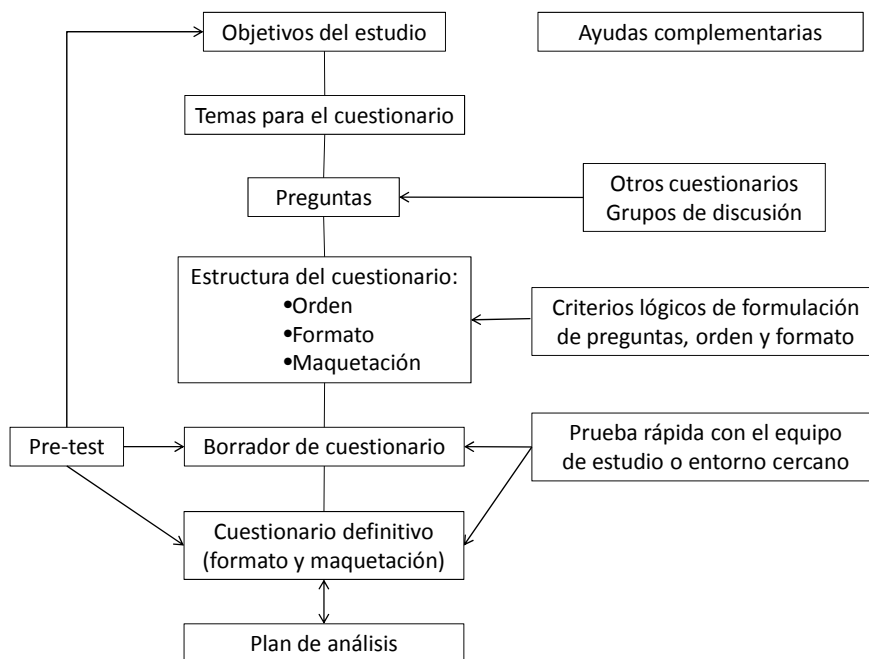 Objetivos del estudio
Ayudas complementarias
Temas para el cuestionario
Preguntas
Otros cuestionarios
Grupos de discusión
Estructura del cuestionario:
•Orden
•Formato
•Maquetación
Criterios lógicos de formulación
de preguntas, orden y formato
Pre-test
Borrador de cuestionario
Prueba rápida con el equipo
de estudio o entorno cercano
Cuestionario definitivo
(formato y maquetación)
Plan de análisis